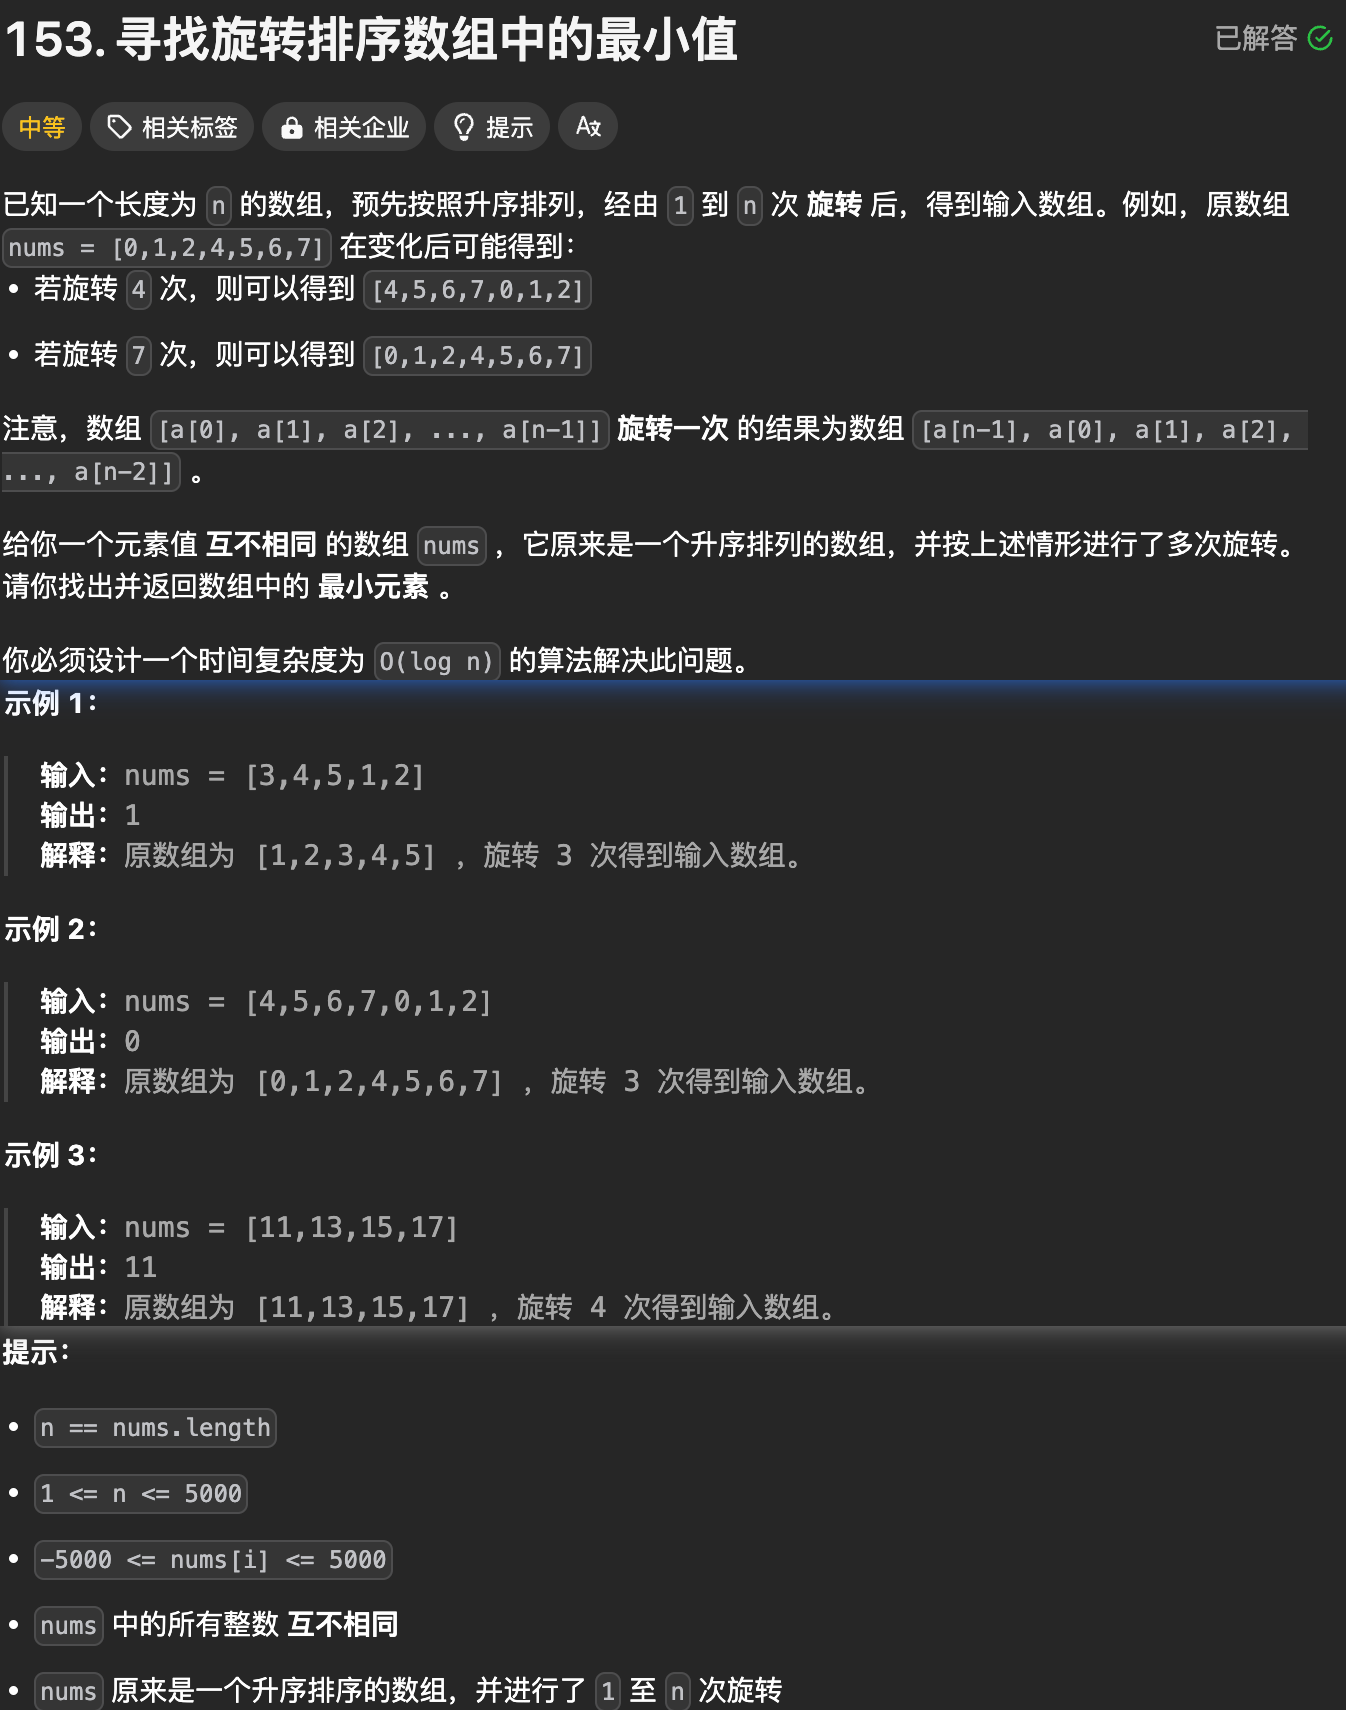 153. 寻找旋转排序数组中的最小值
已解答
中等 相关标签 相关企业 提示 A文
已知一个长度为 n 的数组，预先按照升序排列，经由 1 到 n 次 旋转 后，得到输入数组。例如，原数组
nums = [0,1,2,4,5,6,7] 在变化后可能得到：
• 若旋转 4 次，则可以得到 [4,5,6,7,0,1,2]
• 若旋转 7 次，则可以得到 [0,1,2,4,5,6,7]
注意，数组 [a[0], a[1], a[2], ..., a[n-1]] 旋转一次 的结果为数组 [a[n-1], a[0], a[1], a[2],
..., a[n-2]] 。
给你一个元素值 互不相同 的数组 nums ，它原来是一个升序排列的数组，并按上述情形进行了多次旋转。
请你找出并返回数组中的 最小元素 。
你必须设计一个时间复杂度为 O(log n) 的算法解决此问题。
示例 1：
输入：nums = [3,4,5,1,2]
输出：1
解释：原数组为 [1,2,3,4,5] ，旋转 3 次得到输入数组。
示例 2：
输入：nums = [4,5,6,7,0,1,2]
输出：0
解释：原数组为 [0,1,2,4,5,6,7] ，旋转 3 次得到输入数组。
示例 3：
输入：nums = [11,13,15,17]
输出：11
解释：原数组为 [11,13,15,17] ，旋转 4 次得到输入数组。
提示：
• n == nums.length
• 1 <= n <= 5000
• -5000 <= nums[i] <= 5000
• nums 中的所有整数 互不相同
• nums 原来是一个升序排序的数组，并进行了 1 至 n 次旋转